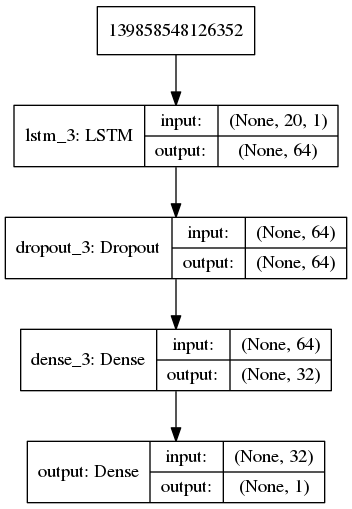 139858548126352
lstm_3: LSTM
input:
(None, 20, 1)
output:
(None, 64)
dropout_3: Dropout
input:
(None, 64)
output:
(None, 64)
dense_3: Dense
input:
(None, 64)
output:
(None, 32)
output: Dense
input:
(None, 32)
output:
(None, 1)